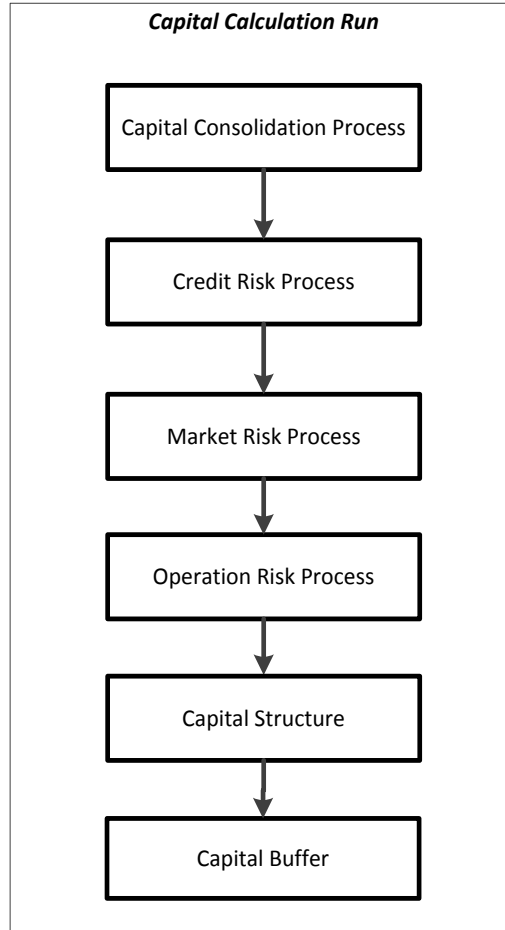 Capital Calculation Run
Capital Consolidation Process
Credit Risk Process
Market Risk Process
Operation Risk Process
Capital Structure
Capital Buffer